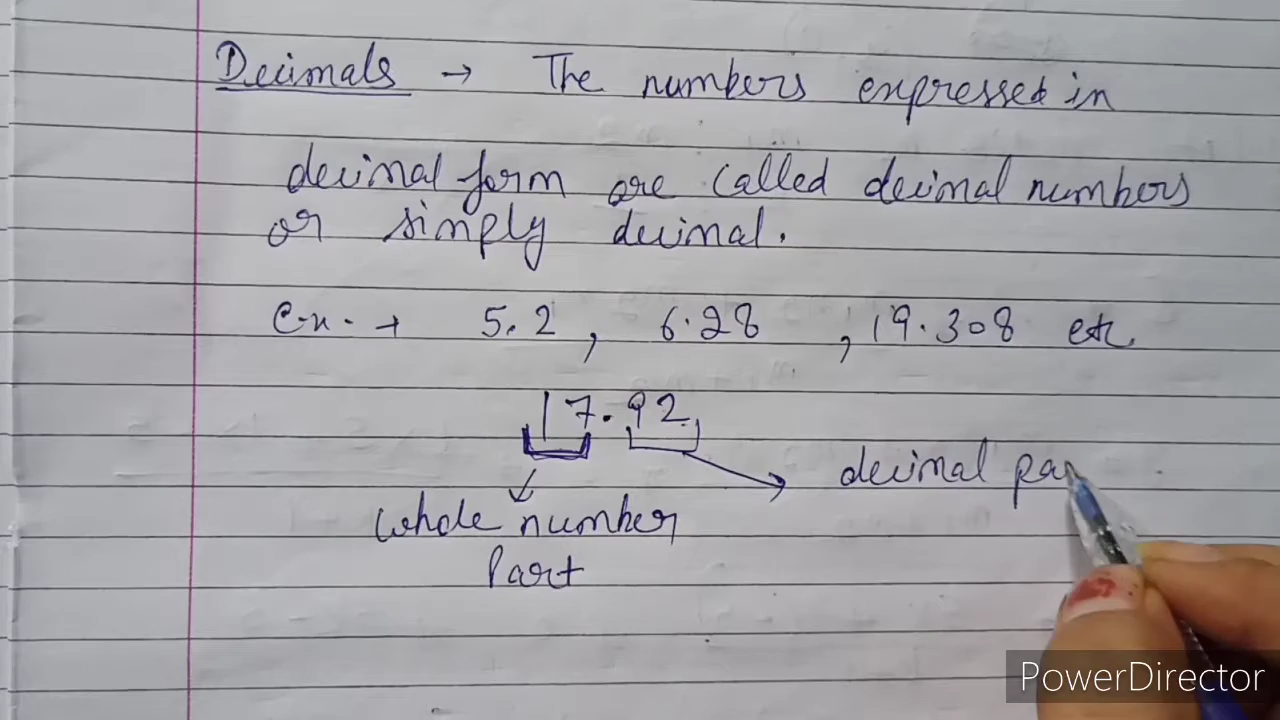 Decimals → The numbers expressed in
decimal form are called decimal numbers
or simply decimal.
Ex. → 5.2, 6.28, 19.308 etc
17.92
decimal pa
whole number
Part
PowerDirector